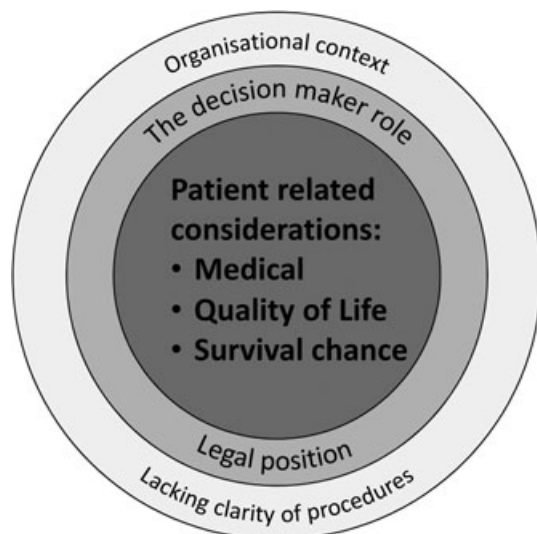 Organisational context
The decision maker role
Patient related
considerations:
• Medical
• Quality of Life
• Survival chance
Legal position
Lacking clarity of procedures